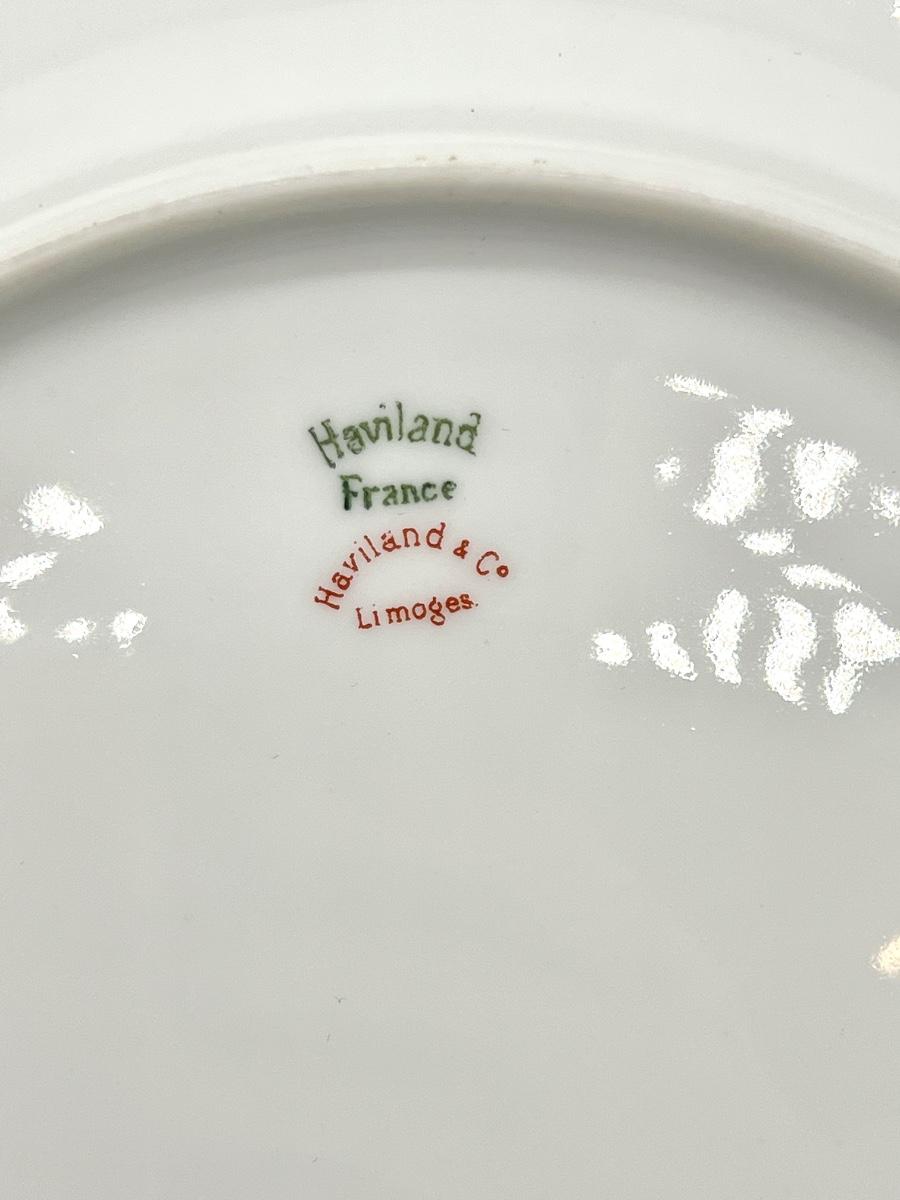 Haviland
France
Haviland & Co
Limoges.